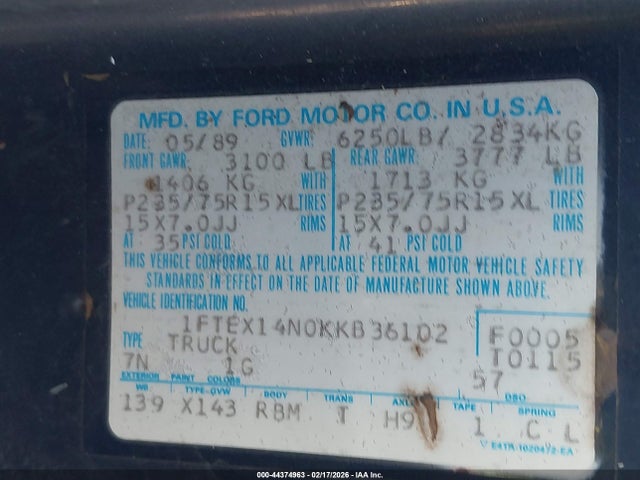 MFD. BY FORD MOTOR CO. IN U.S.A.
DATE: 05/89 GVWR: 6250LB/ 2834KG
FRONT GAWR: 3100 LB REAR GAWR: 3777 LB
1406 KG WITH 1713 KG WITH
P235/75R15 XL TIRES P235/75R15 XL TIRES
15X7.0JJ RIMS 15X7.0JJ RIMS
AT 35 PSI COLD AT 41 PSI COLD
THIS VEHICLE CONFORMS TO ALL APPLICABLE FEDERAL MOTOR VEHICLE SAFETY
STANDARDS IN EFFECT ON THE DATE OF MANUFACTURE SHOWN ABOVE.
VEHICLE IDENTIFICATION NO.
1FTEX14N0KKB36102 F0005
TYPE TRUCK T0115
7N 1G 57
EXTERIOR PAINT COLORS DSO
WB TYPE-GVW BODY TRANS AXLE TAPE SPRING
139 X143 RBM T H9 1 C L
E4TA-1020472-EA
000-44374963 - 02/17/2026 - IAA Inc.